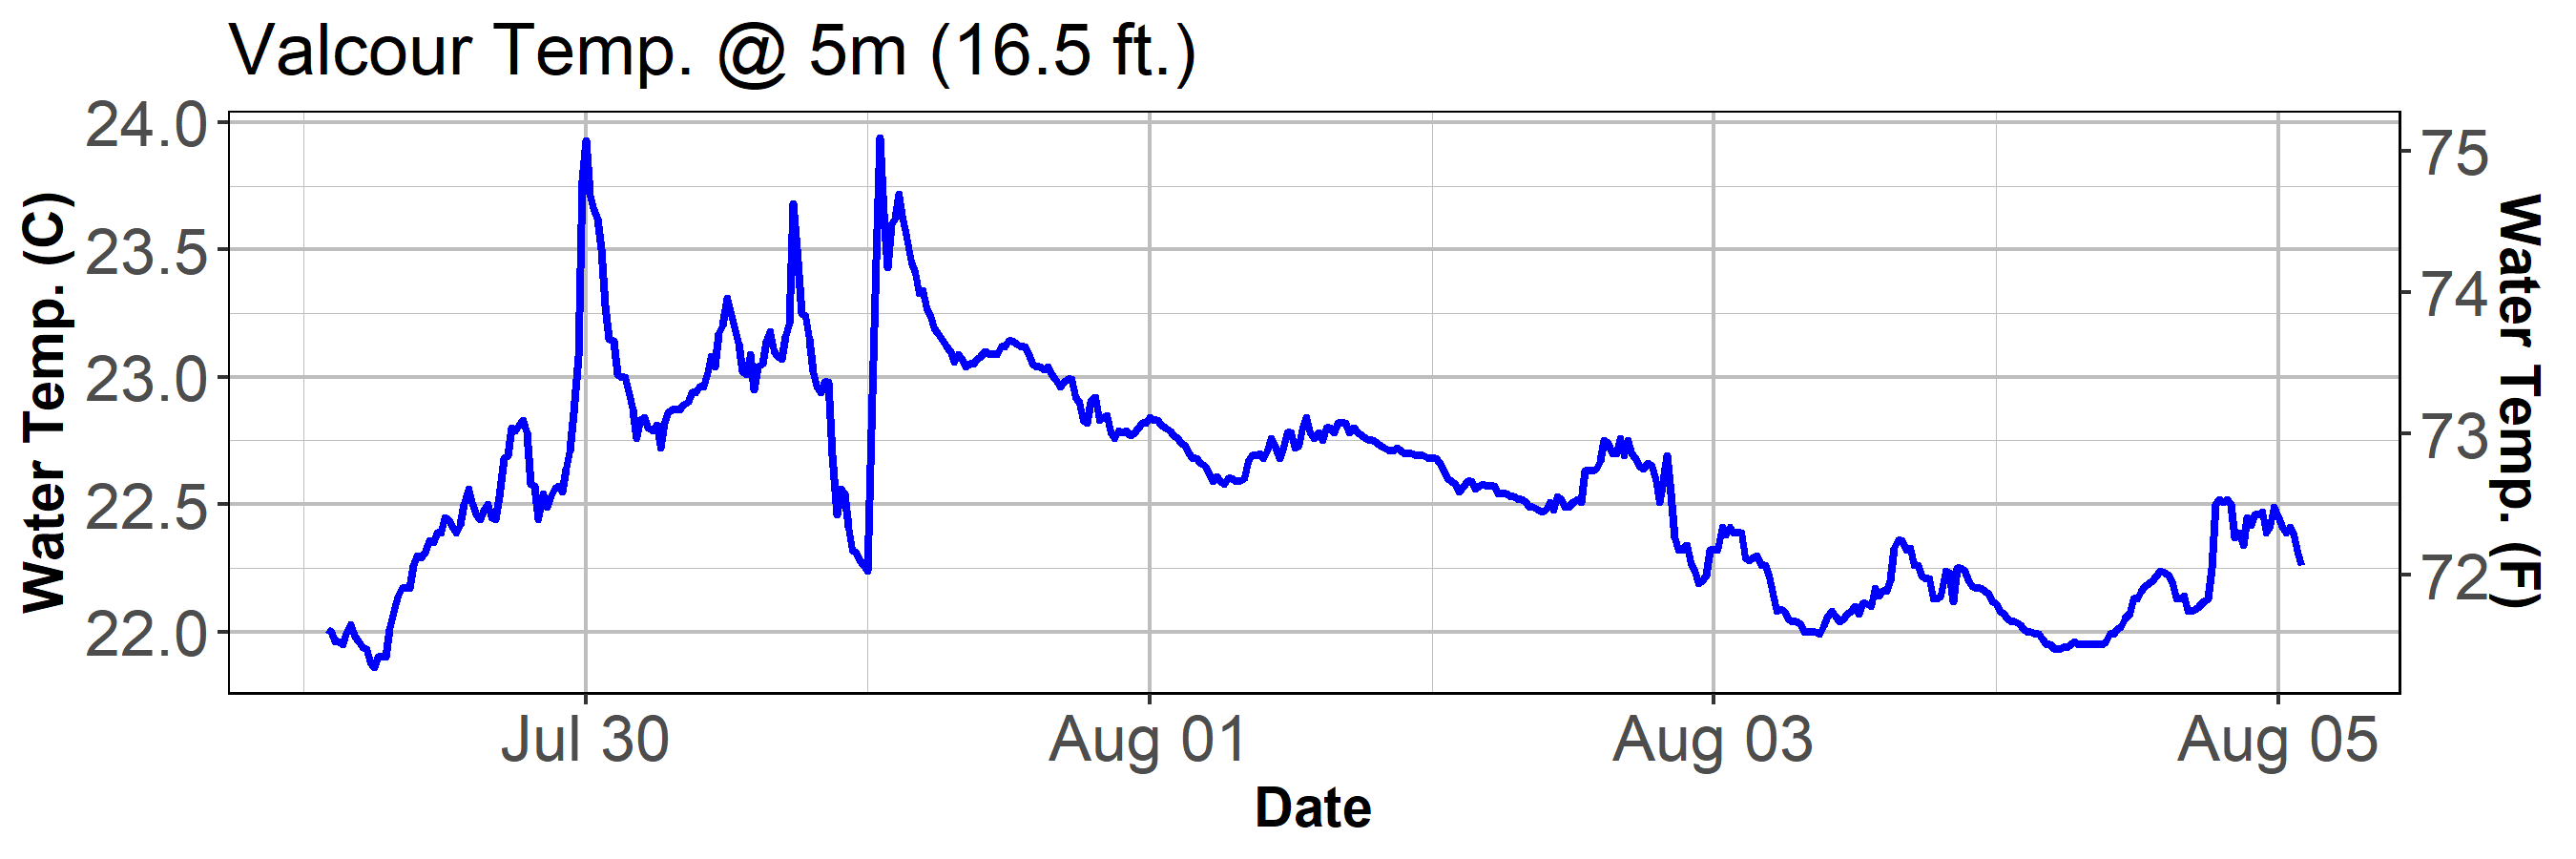 Valcour Temp. @ 5m (16.5 ft.)
Water Temp. (C)
24.0
23.5
23.0
22.5
22.0
75
74
73
72
Water Temp. (F)
Jul 30
Aug 01
Aug 03
Aug 05
Date